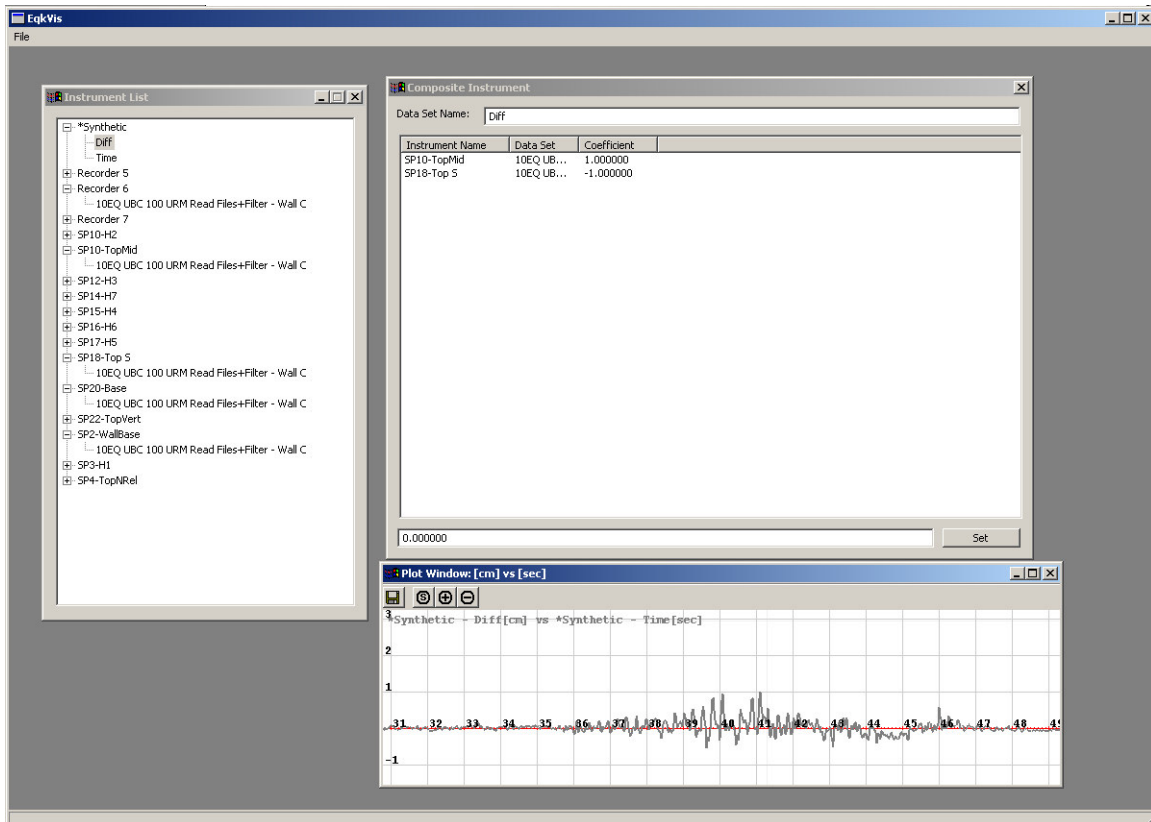 EqkVis
File
Instrument List
*Synthetic
Diff
Time
Recorder 5
Recorder 6
10EQ UBC 100 URM Read Files+Filter - Wall C
Recorder 7
SP10-H2
SP10-TopMid
10EQ UBC 100 URM Read Files+Filter - Wall C
SP12-H3
SP14-H7
SP15-H4
SP16-H6
SP17-H5
SP18-Top S
10EQ UBC 100 URM Read Files+Filter - Wall C
SP20-Base
10EQ UBC 100 URM Read Files+Filter - Wall C
SP22-TopVert
SP2-WallBase
10EQ UBC 100 URM Read Files+Filter - Wall C
SP3-H1
SP4-TopNRel
Composite Instrument
Data Set Name: Diff
Instrument Name Data Set Coefficient
SP10-TopMid 10EQ UB... 1.000000
SP18-Top S 10EQ UB... -1.000000
0.000000 Set
Plot Window: [cm] vs [sec]
S
3
*Synthetic - Diff[cm] vs *Synthetic - Time[sec]
2
1
31 32 33 34 35 36 37 38 39 40 41 42 43 44 45 46 47 48 49
-1